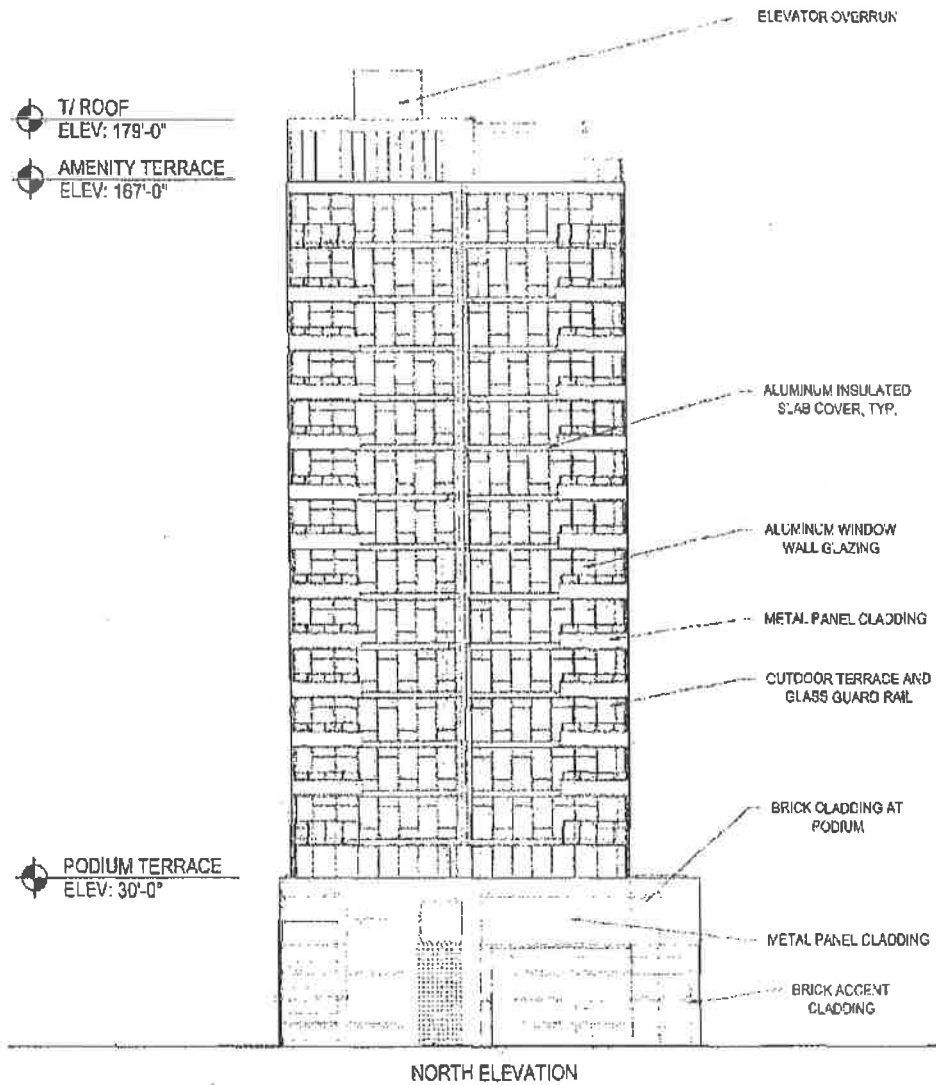 ELEVATOR OVERRUN
T/ ROOF
ELEV: 179'-0"
AMENITY TERRACE
ELEV: 167'-0"
ALUMINUM INSULATED
SLAB COVER, TYP.
ALUMINUM WINDOW
WALL GLAZING
METAL PANEL CLADDING
OUTDOOR TERRACE AND
GLASS GUARD RAIL
BRICK CLADDING AT
PODIUM
PODIUM TERRACE
ELEV: 30'-0"
METAL PANEL CLADDING
BRICK ACCENT
CLADDING
NORTH ELEVATION